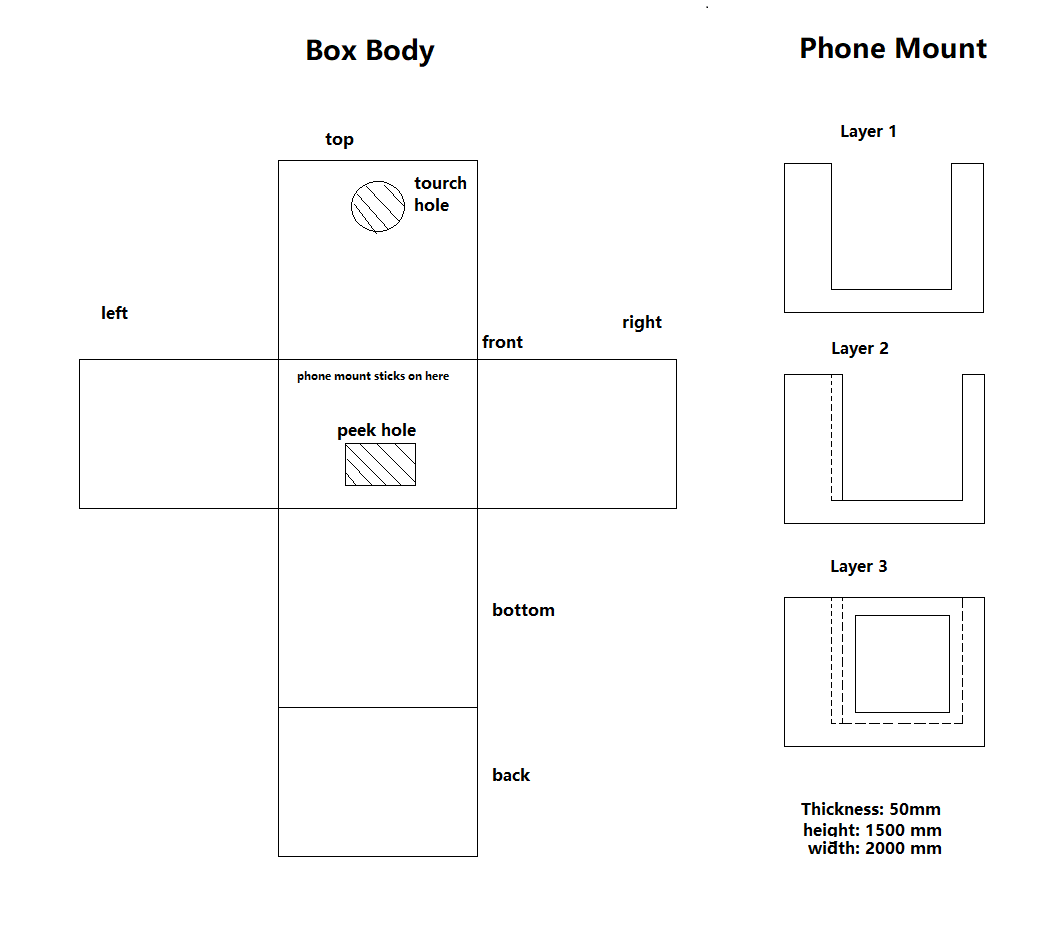 Box Body
Phone Mount
top
Layer 1
tourch
hole
left
right
front
Layer 2
phone mount sticks on here
peek hole
Layer 3
bottom
back
Thickness: 50mm
height: 1500 mm
width: 2000 mm